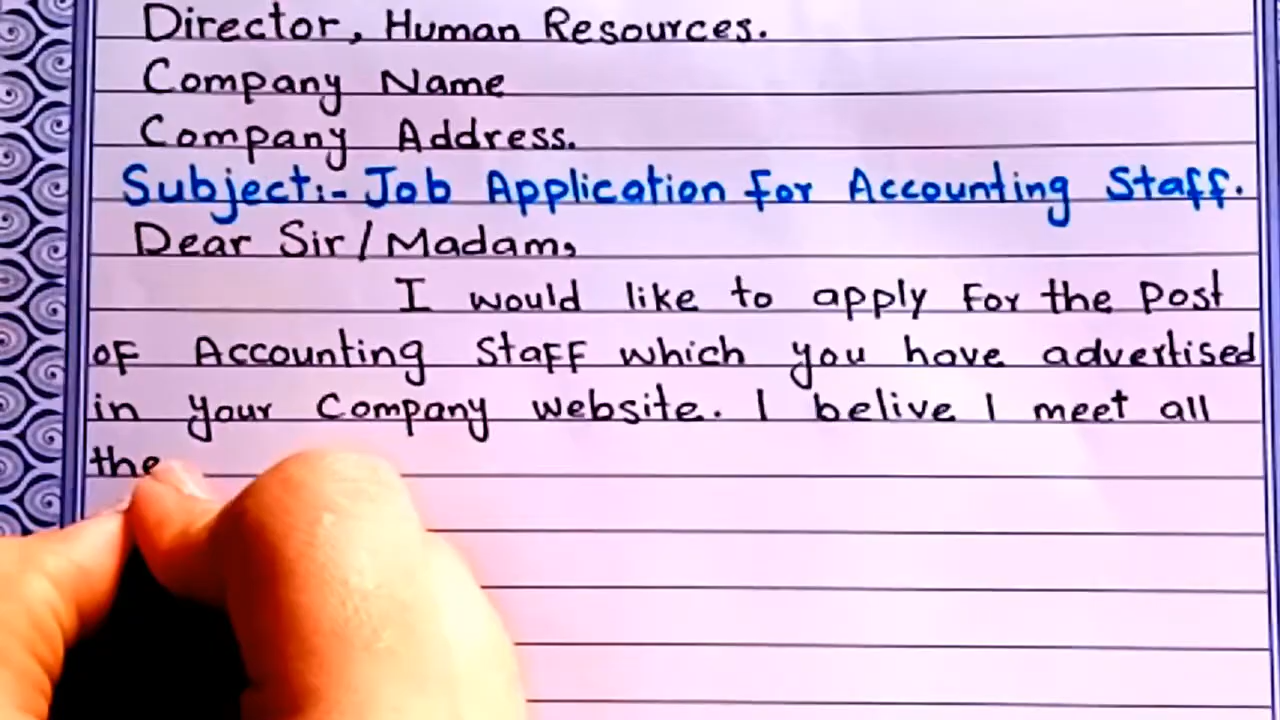 Director, Human Resources.
Company Name
Company Address.
Subject:- Job Application for Accounting Staff.
Dear Sir/Madam,
I would like to apply for the post
of Accounting Staff which you have advertised
in your Company website. I belive I meet all
the